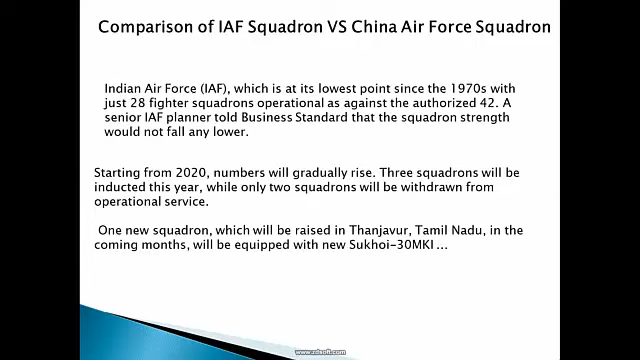 Comparison of IAF Squadron VS China Air Force Squadron
Indian Air Force (IAF), which is at its lowest point since the 1970s with
just 28 fighter squadrons operational as against the authorized 42. A
senior IAF planner told Business Standard that the squadron strength
would not fall any lower.
Starting from 2020, numbers will gradually rise. Three squadrons will be
inducted this year, while only two squadrons will be withdrawn from
operational service.
One new squadron, which will be raised in Thanjavur, Tamil Nadu, in the
coming months, will be equipped with new Sukhoi-30MKI ...
www.zdsoft.com